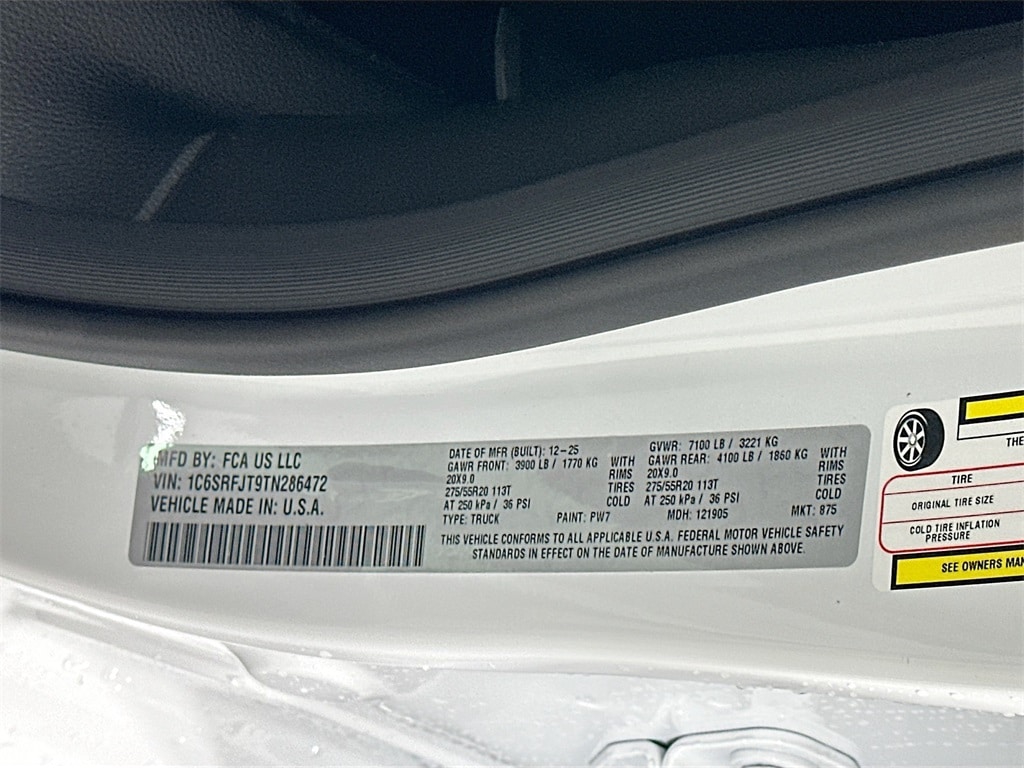 MFD BY: FCA US LLC
VIN: 1C6SRFJT9TN286472
VEHICLE MADE IN: U.S.A.
DATE OF MFR (BUILT): 12-25
GAWR FRONT: 3900 LB / 1770 KG WITH
20X9.0 RIMS
275/55R20 113T TIRES
AT 250 kPa / 36 PSI COLD
TYPE: TRUCK PAINT: PW7
GVWR: 7100 LB / 3221 KG
GAWR REAR: 4100 LB / 1860 KG WITH
20X9.0 RIMS
275/55R20 113T TIRES
AT 250 kPa / 36 PSI COLD
MDH: 121905 MKT: 875
THIS VEHICLE CONFORMS TO ALL APPLICABLE U.S.A. FEDERAL MOTOR VEHICLE SAFETY
STANDARDS IN EFFECT ON THE DATE OF MANUFACTURE SHOWN ABOVE.
THE
TIRE
ORIGINAL TIRE SIZE
COLD TIRE INFLATION
PRESSURE
SEE OWNERS MAN